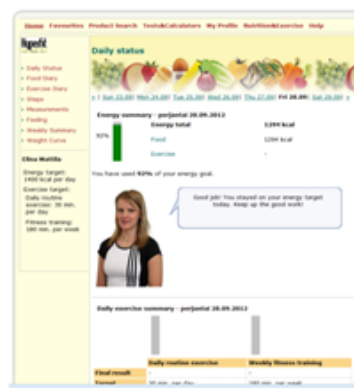 Home Favourites Product Search Tests&Calculators My Profile Nutrition&Exercise Help
Hyperfit
Daily Status
Food Diary
Exercise Diary
Steps
Measurements
Feeling
Weekly Summary
Weight Curve
Elina Mattila
Energy target:
1400 kcal per day
Exercise target:
Daily routine
exercise: 30 min.
per day
Fitness training:
180 min. per week
Daily status
< | Sun 23.09| Mon 24.09| Tue 25.09| Wed 26.09| Thu 27.09| Fri 28.09| Sat 29.09| >
Energy summary - perjantai 28.09.2012
92%
Energy total 1294 kcal
Food 1294 kcal
Exercise -
You have used 92% of your energy goal.
Good job! You stayed on your energy target
today. Keep up the good work!
Daily exercise summary - perjantai 28.09.2012
Daily routine exercise Weekly fitness training
Final result - -
Target 30 min. per day 180 min. per week